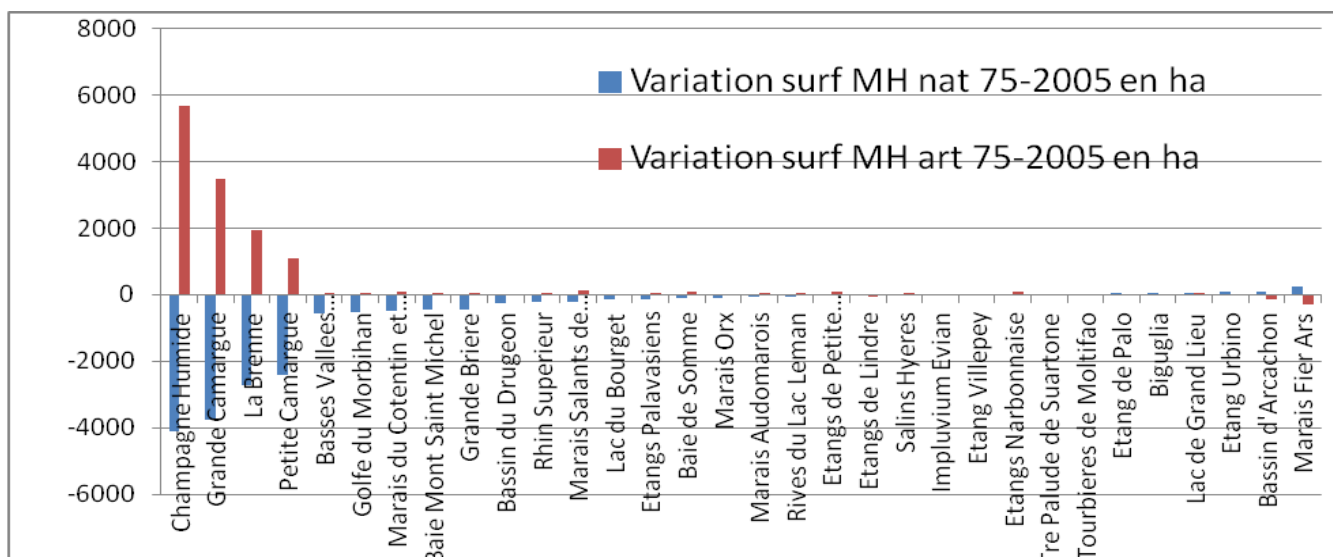 8000
6000
4000
2000
0
-2000
-4000
-6000
Variation surf MH nat 75-2005 en ha
Variation surf MH art 75-2005 en ha
Champagne Humide
Grande Camargue
La Brenne
Petite Camargue
Basses Vallees…
Golfe du Morbihan
Marais du Cotentin et…
Baie Mont Saint Michel
Grande Briere
Bassin du Drugeon
Rhin Superieur
Marais Salants de…
Lac du Bourget
Etangs Palavasiens
Baie de Somme
Marais Orx
Marais Audomarois
Rives du Lac Leman
Etangs de Petite…
Etangs de Lindre
Salins Hyeres
Impluvium Evian
Etang Villepey
Etangs Narbonnaise
Tre Palude de Suartone
Tourbieres de Moltifao
Etang de Palo
Biguglia
Lac de Grand Lieu
Etang Urbino
Bassin d'Arcachon
Marais Fier Ars